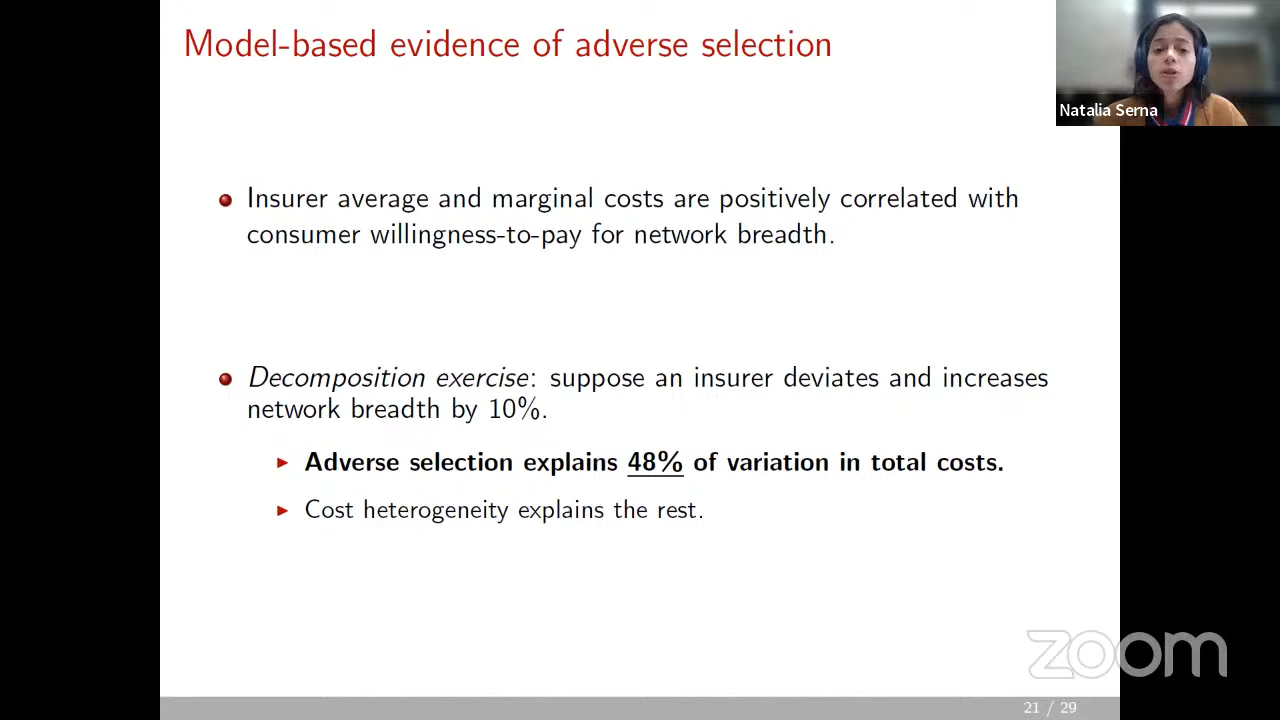 Model-based evidence of adverse selection
Natalia Serna
Insurer average and marginal costs are positively correlated with
consumer willingness-to-pay for network breadth.
Decomposition exercise: suppose an insurer deviates and increases
network breadth by 10%.
Adverse selection explains 48% of variation in total costs.
Cost heterogeneity explains the rest.
zoom
21 / 29